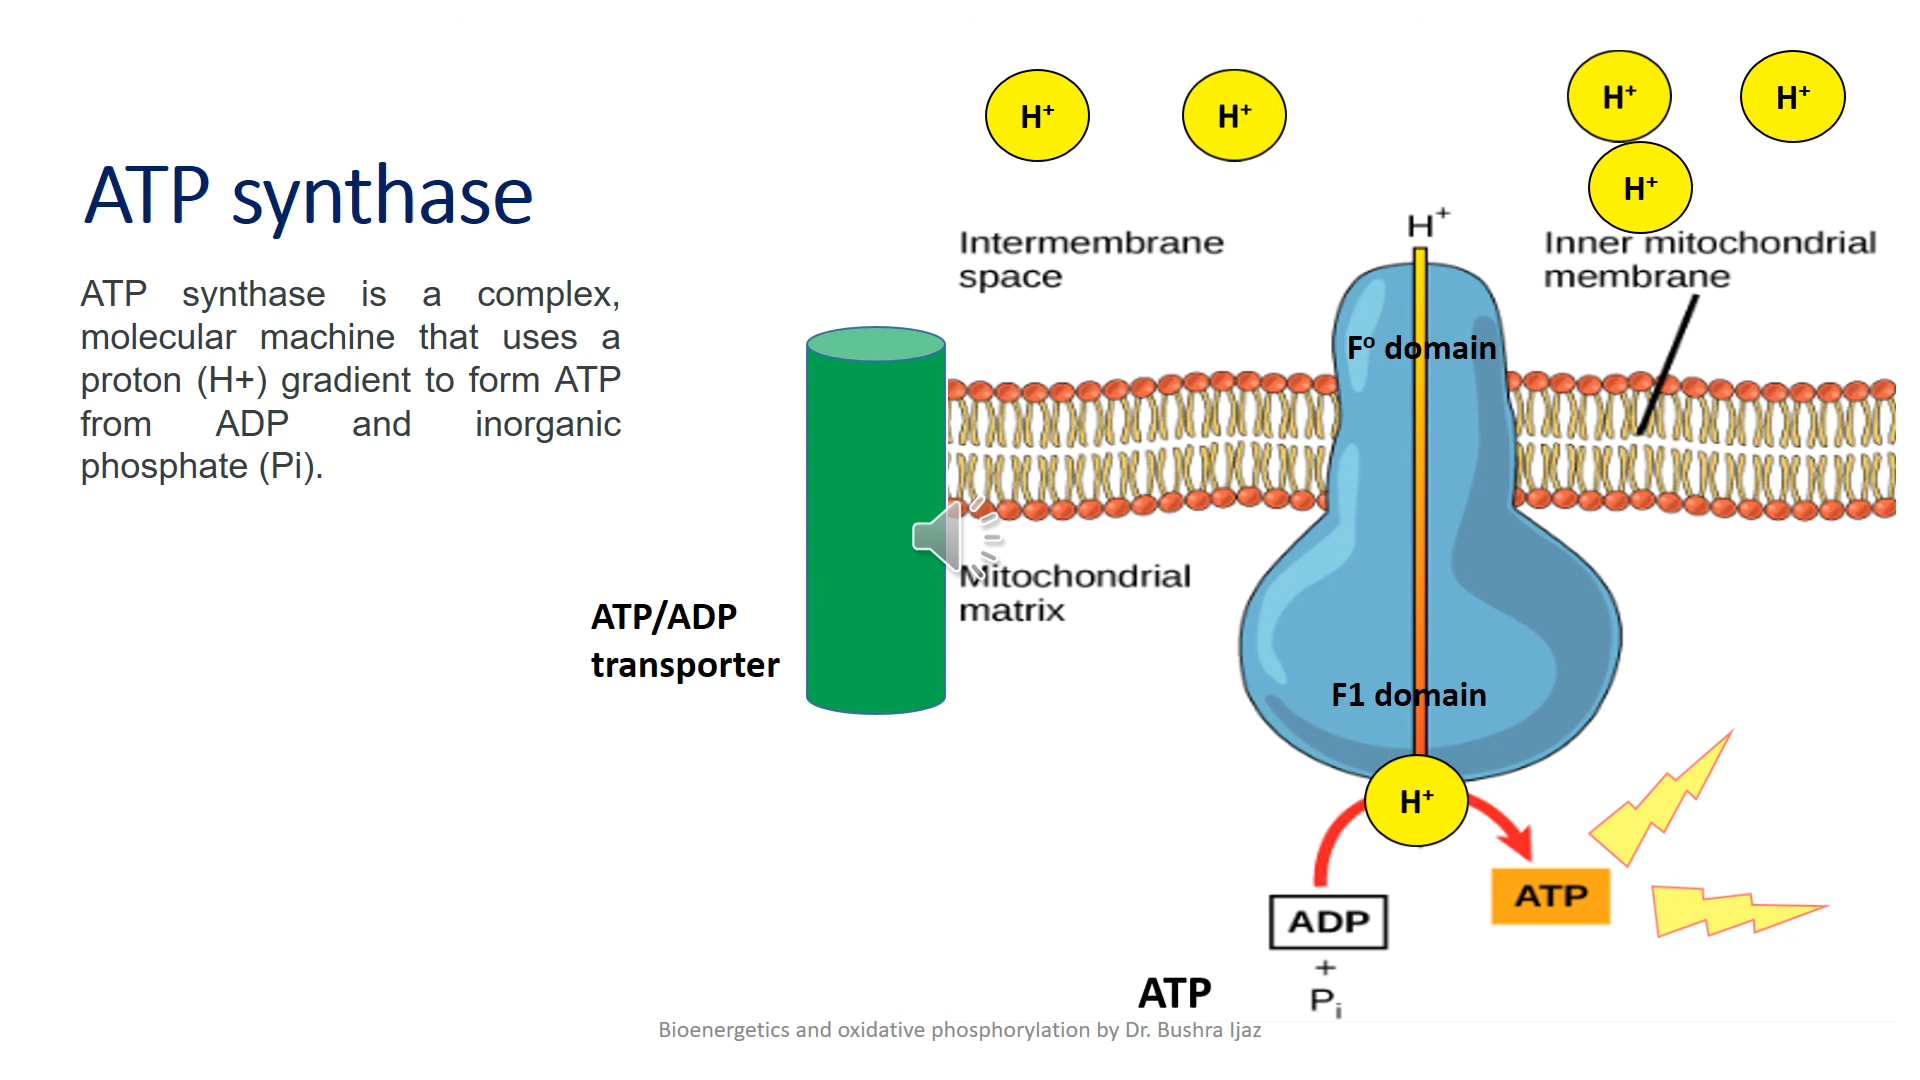 ATP synthase
ATP synthase is a complex,
molecular machine that uses a
proton (H+) gradient to form ATP
from ADP and inorganic
phosphate (Pi).
H⁺
H⁺
H⁺
H⁺
H⁺
H⁺
Intermembrane
space
Inner mitochondrial
membrane
Fᵒ domain
Mitochondrial
matrix
ATP/ADP
transporter
F1 domain
H⁺
ATP
ADP
+
Pᵢ
ATP
Bioenergetics and oxidative phosphorylation by Dr. Bushra Ijaz